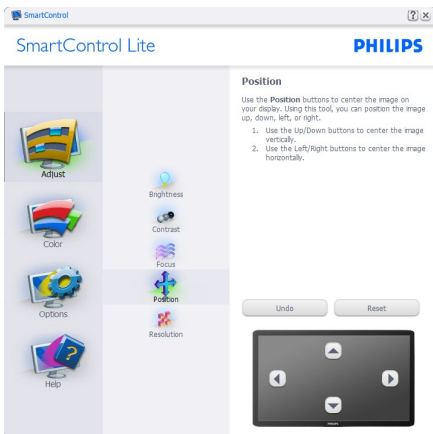 SmartControl
SmartControl Lite
PHILIPS
Adjust
Color
Options
Help
Brightness
Contrast
Focus
Position
Resolution
Position
Use the Position buttons to center the image on
your display. Using this tool, you can position the image
up, down, left, or right.
1. Use the Up/Down buttons to center the image
vertically.
2. Use the Left/Right buttons to center the image
horizontally.
Undo
Reset
PHILIPS